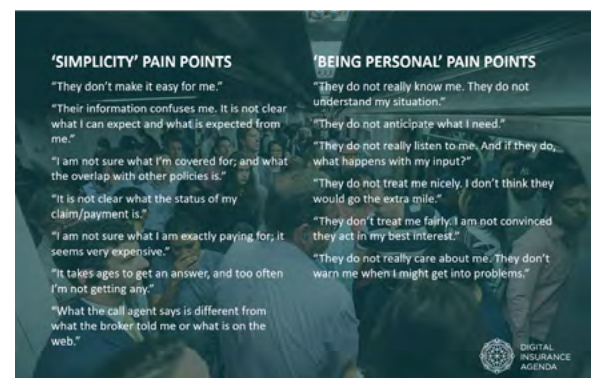 ‘SIMPLICITY’ PAIN POINTS
“They don’t make it easy for me.”
“Their information confuses me. It is not clear
what I can expect and what is expected from
me.”
“I am not sure what I’m covered for; and what
the overlap with other policies is.”
“It is not clear what the status of my
claim/payment is.”
“I am not sure what I am exactly paying for; it
seems very expensive.”
“It takes ages to get an answer, and too often
I’m not getting any.”
“What the call agent says is different from
what the broker told me or what is on the
web.”
‘BEING PERSONAL’ PAIN POINTS
“They do not really know me. They do not
understand my situation.”
“They do not anticipate what I need.”
“They do not really listen to me. And if they do,
what happens with my input?”
“They do not treat me nicely. I don’t think they
would go the extra mile.”
“They don’t treat me fairly. I am not convinced
they act in my best interest.”
“They do not really care about me. They don’t
warn me when I might get into problems.”
DIGITAL
INSURANCE
AGENDA